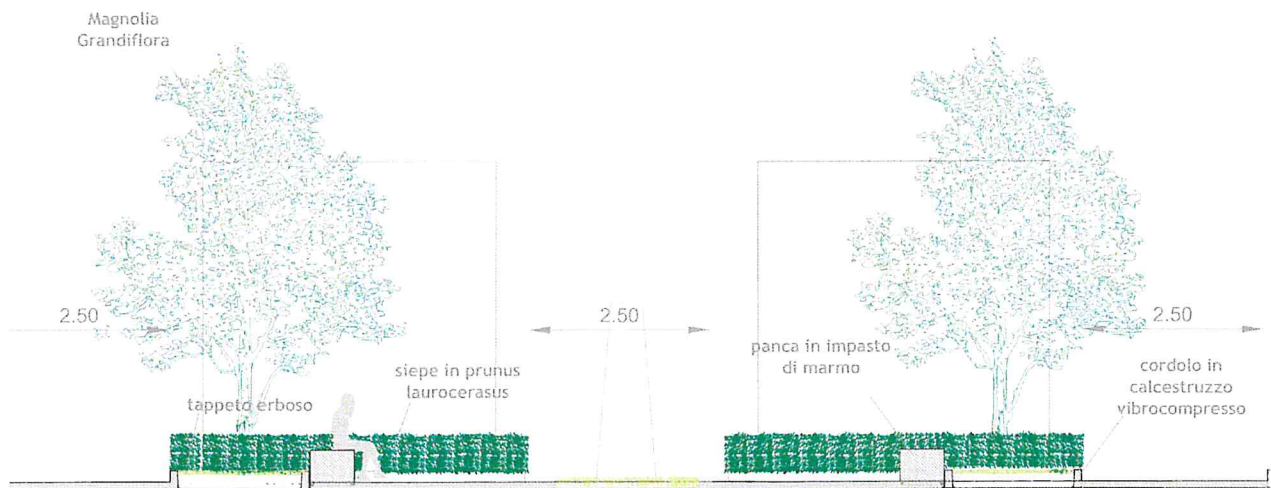 Magnolia
Grandiflora
2.50
2.50
2.50
panca in impasto
di marmo
cordolo in
calcestruzzo
vibrocompresso
siepe in prunus
laurocerasus
tappeto erboso